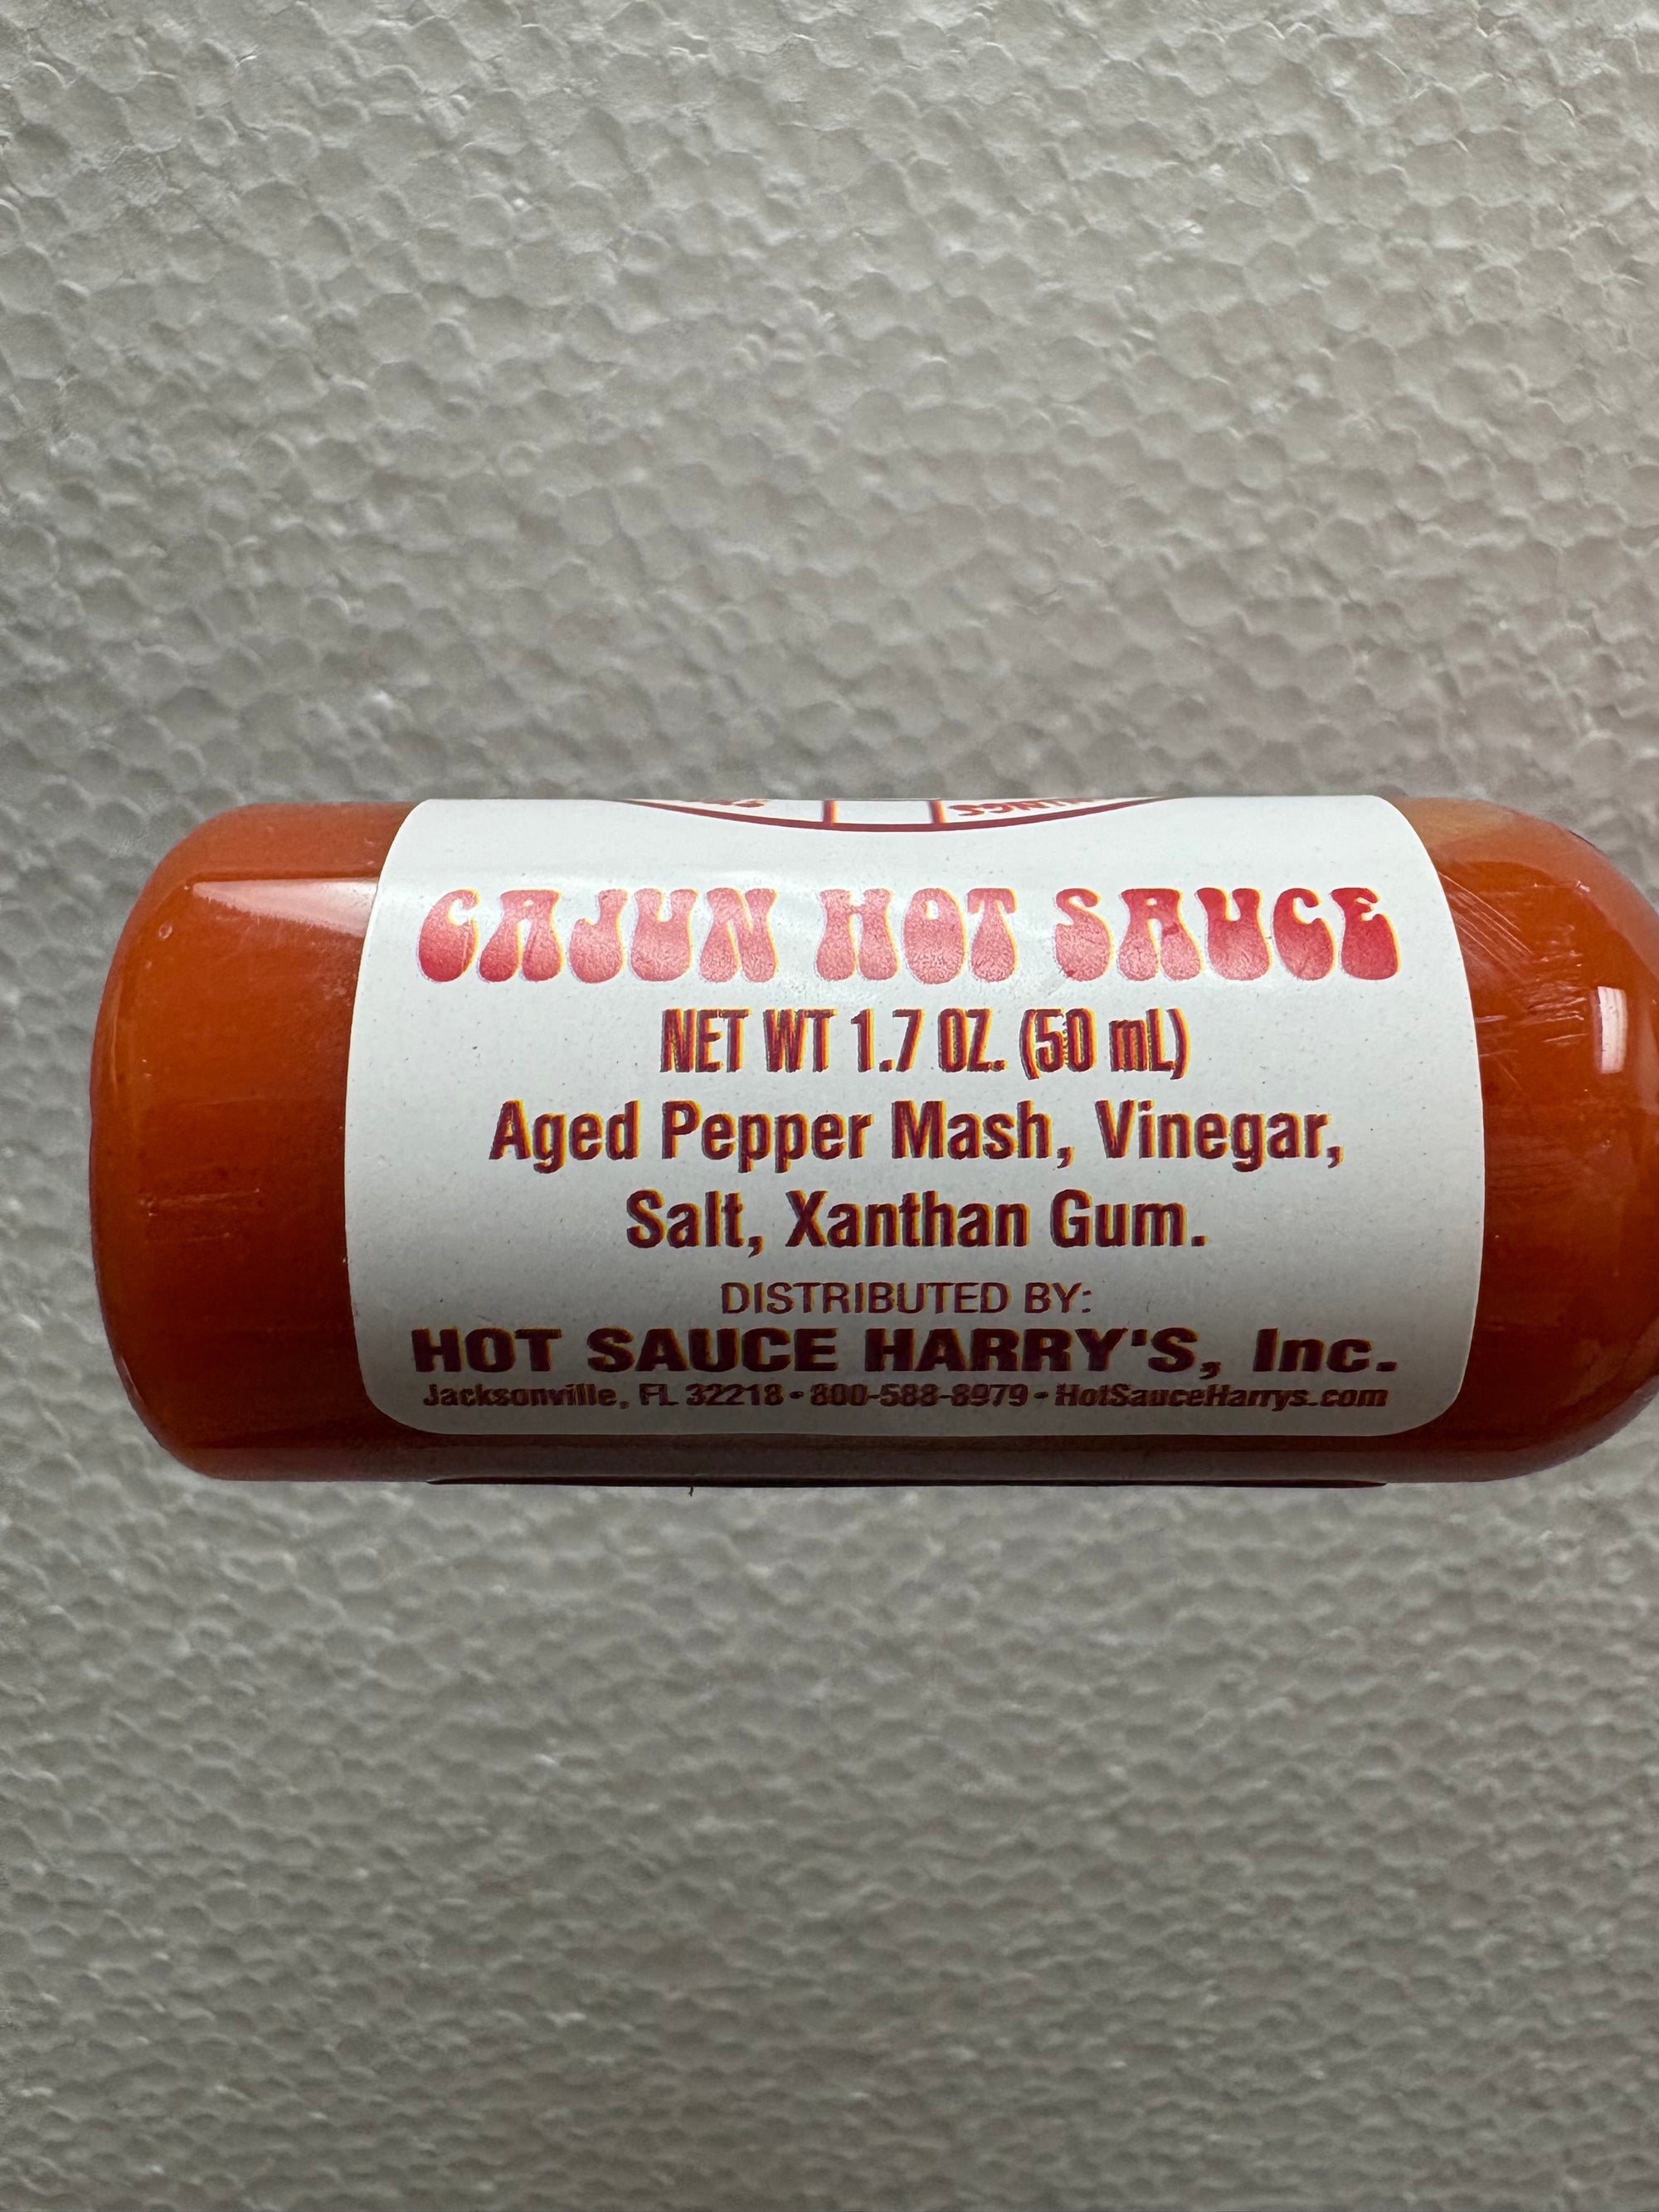 CAJUN HOT SAUCE
NET WT 1.7 OZ. (50 mL)
Aged Pepper Mash, Vinegar,
Salt, Xanthan Gum.
DISTRIBUTED BY:
HOT SAUCE HARRY'S, Inc.
Jacksonville, FL 32218 • 800-588-8979 • HotSauceHarrys.com